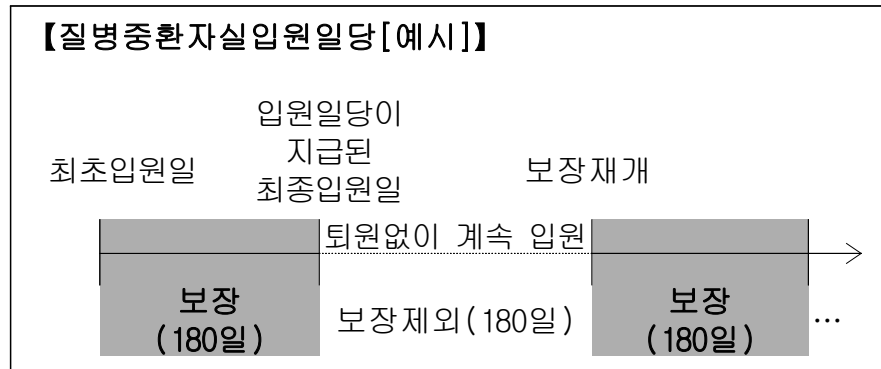 【질병중환자실입원일당[예시]】
입원일당이
지급된
최초입원일
최종입원일
보장재개
퇴원없이 계속 입원
보장
(180일)
보장제외(180일)
보장
(180일)
…